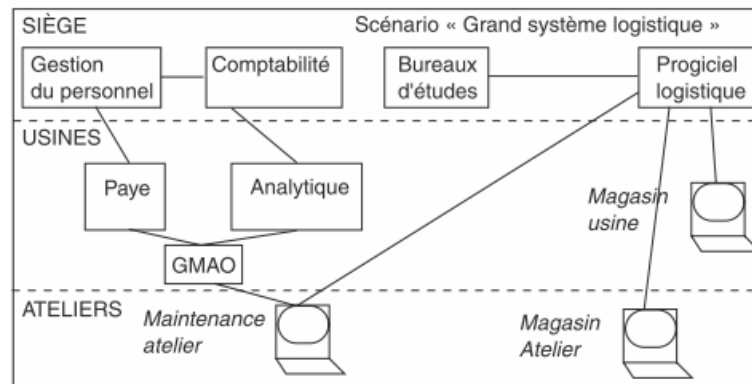 SIÈGE
Scénario « Grand système logistique »
Gestion
du personnel
Comptabilité
Bureaux
d'études
Progiciel
logistique
USINES
Paye
Analytique
Magasin
usine
GMAO
ATELIERS
Maintenance
atelier
Magasin
Atelier